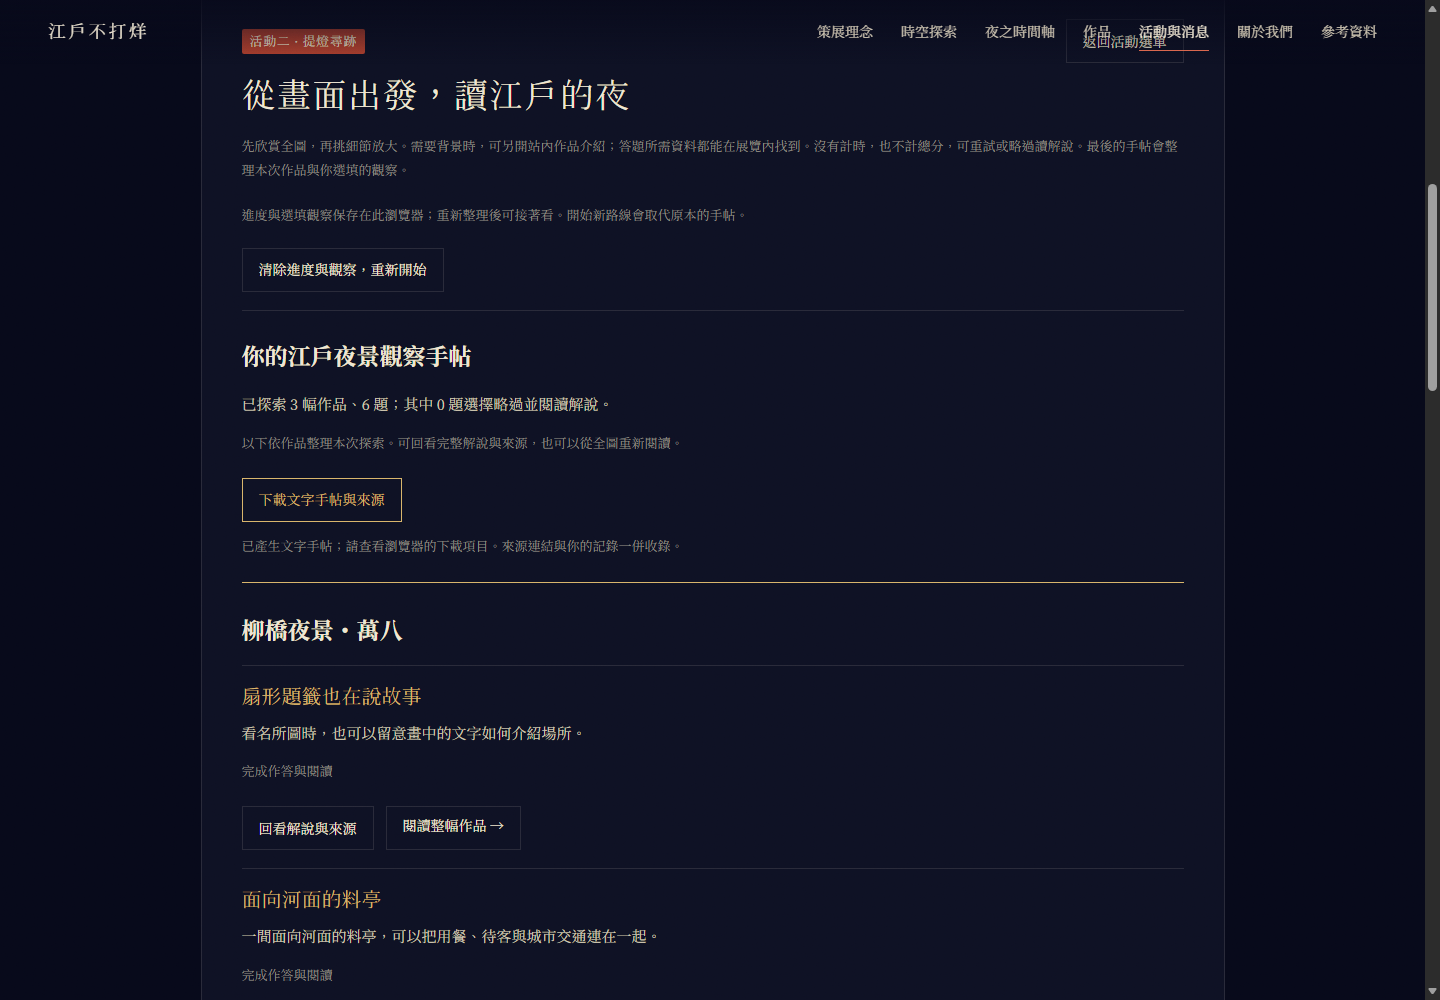 江戶不打烊
策展理念
時空探索
夜之時間軸
作品
活動與消息
關於我們
參考資料
活動二・提燈尋跡
返回活動選單
從畫面出發，讀江戶的夜
先欣賞全圖，再挑細節放大。需要背景時，可另開站內作品介紹；答題所需資料都能在展覽內找到。沒有計時，也不計總分，可重試或略過讀解說。最後的手帖會整
理本次作品與你選填的觀察。
進度與選填觀察保存在此瀏覽器；重新整理後可接著看。開始新路線會取代原本的手帖。
清除進度與觀察，重新開始
你的江戶夜景觀察手帖
已探索 3 幅作品、6 題；其中 0 題選擇略過並閱讀解說。
以下依作品整理本次探索。可回看完整解說與來源，也可以從全圖重新閱讀。
下載文字手帖與來源
已產生文字手帖；請查看瀏覽器的下載項目。來源連結與你的記錄一併收錄。
柳橋夜景・萬八
扇形題籤也在說故事
看名所圖時，也可以留意畫中的文字如何介紹場所。
完成作答與閱讀
回看解說與來源
閱讀整幅作品 →
面向河面的料亭
一間面向河面的料亭，可以把用餐、待客與城市交通連在一起。
完成作答與閱讀